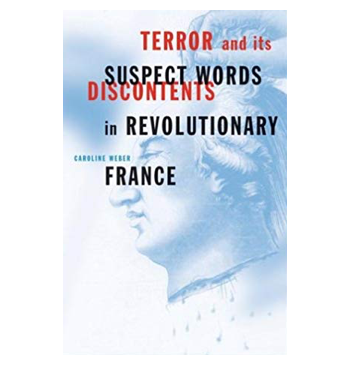 TERROR and its
SUSPECT WORDS
DISCONTENTS
in REVOLUTIONARY
CAROLINE WEBER
FRANCE